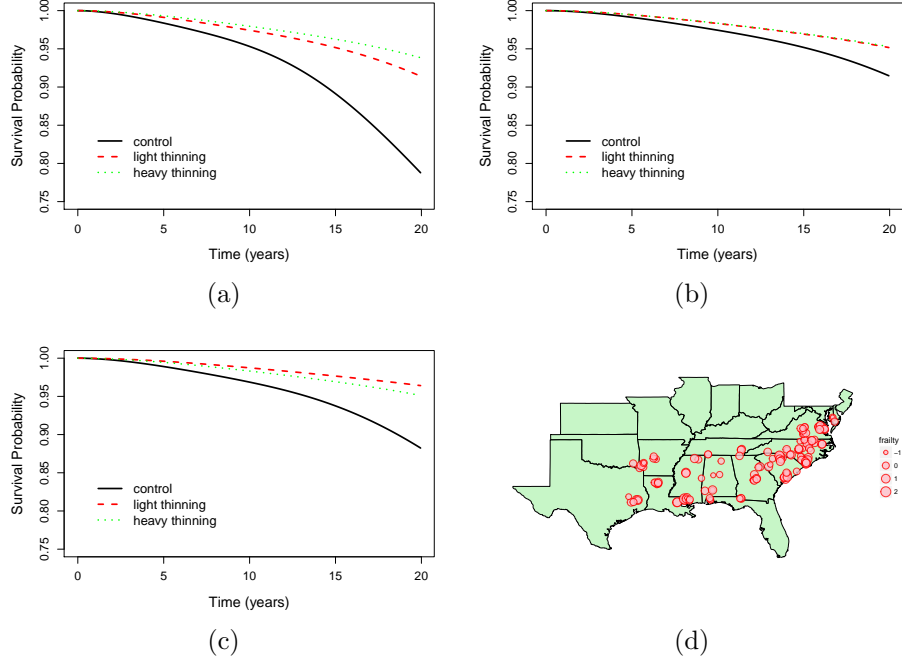 1.00
0.95
0.90
0.85
0.80
0.75
Survival Probability
control
light thinning
heavy thinning
0 5 10 15 20
Time (years)
(a)
1.00
0.95
0.90
0.85
0.80
0.75
Survival Probability
control
light thinning
heavy thinning
0 5 10 15 20
Time (years)
(b)
1.00
0.95
0.90
0.85
0.80
0.75
Survival Probability
control
light thinning
heavy thinning
0 5 10 15 20
Time (years)
(c)
frailty
−1
0
1
2
(d)